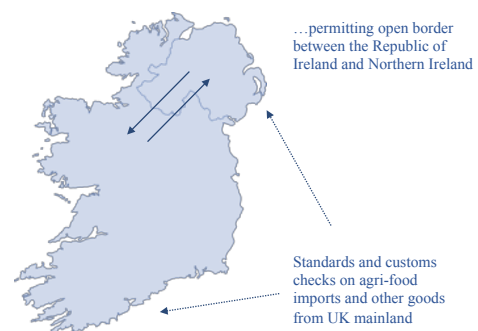 …permitting open border
between the Republic of
Ireland and Northern Ireland
Standards and customs
checks on agri-food
imports and other goods
from UK mainland